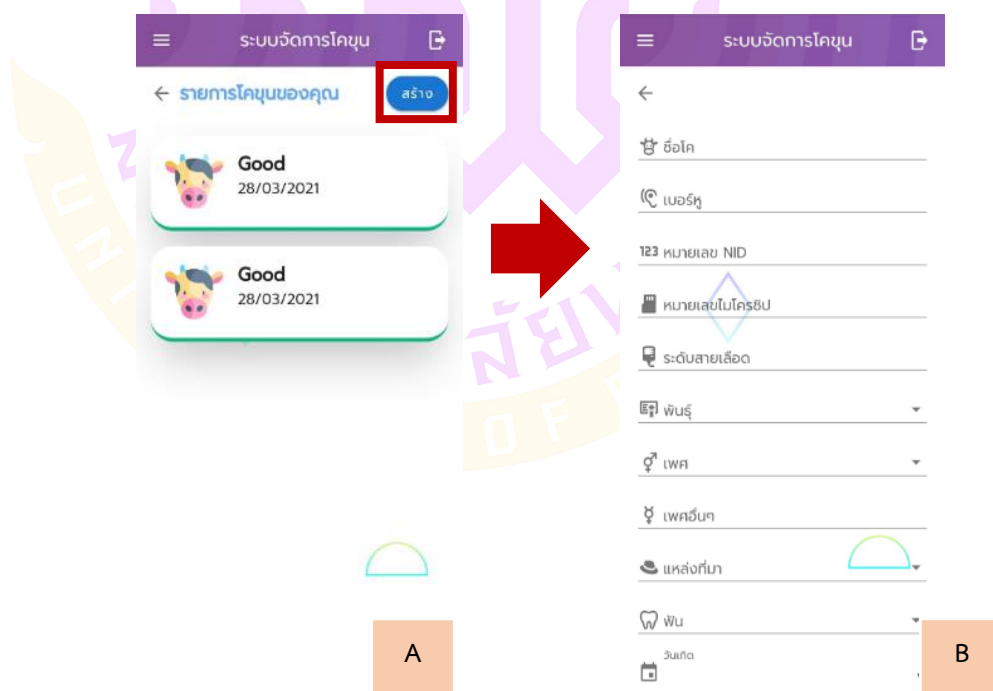 ระบบจัดการโคขุน
รายการโคขุนของคุณ
สร้าง
Good
28/03/2021
Good
28/03/2021
A
ระบบจัดการโคขุน
ชื่อโค
เบอร์หู
123 หมายเลข NID
หมายเลขไมโครชิป
ระดับสายเลือด
พันธุ์
เพศ
เพศอื่นๆ
แหล่งที่มา
ฟัน
วันเกิด
B